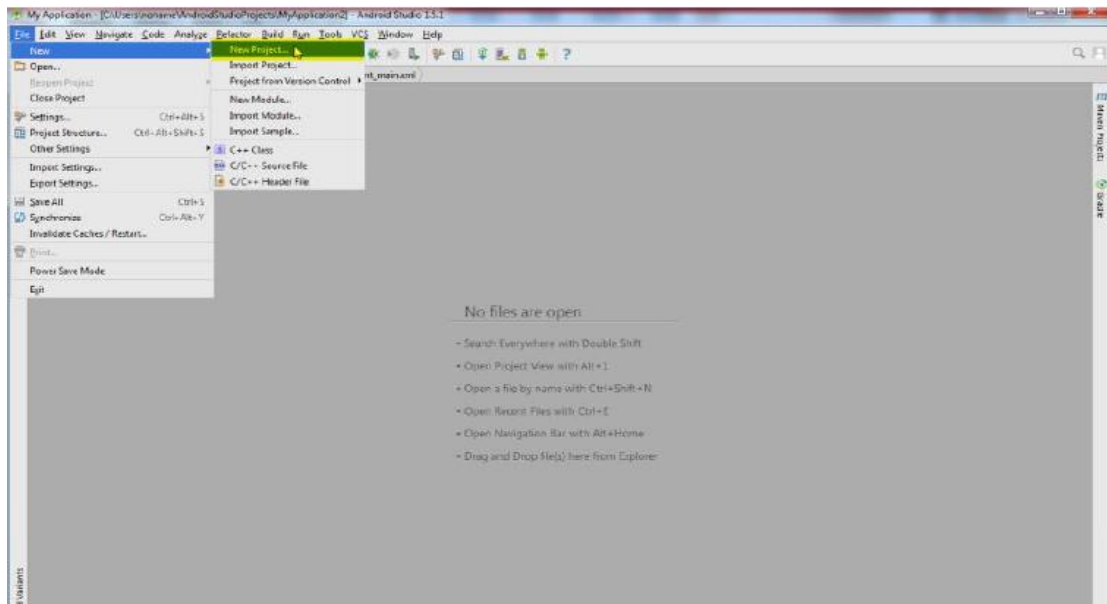 My Application - [C:\Users\noname\AndroidStudioProjects\MyApplication2] - Android Studio 1.5.1
File Edit View Navigate Code Analyze Refactor Build Run Tools VCS Window Help
New
New Project...
Open...
Import Project...
nt_main.xml
Reopen Project
Project from Version Control
Close Project
New Module...
Settings... Ctrl+Alt+S
Import Module...
Project Structure... Ctrl+Alt+Shift+S
Import Sample...
Other Settings
C++ Class
Import Settings...
C/C++ Source File
Export Settings...
C/C++ Header File
Save All Ctrl+S
Synchronize Ctrl+Alt+Y
Invalidate Caches / Restart...
Print...
Power Save Mode
Exit
Maven Projects
Gradle
No files are open
• Search Everywhere with Double Shift
• Open Project View with Alt+1
• Open a file by name with Ctrl+Shift+N
• Open Recent Files with Ctrl+E
• Open Navigation Bar with Alt+Home
• Drag and Drop file(s) here from Explorer
Variants